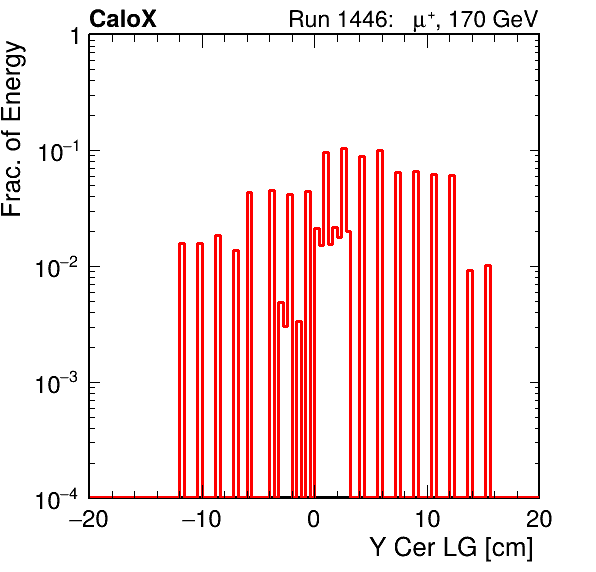 CaloX Run 1446: μ⁺, 170 GeV
Frac. of Energy
1
10⁻¹
10⁻²
10⁻³
10⁻⁴
−20 −10 0 10 20
Y Cer LG [cm]